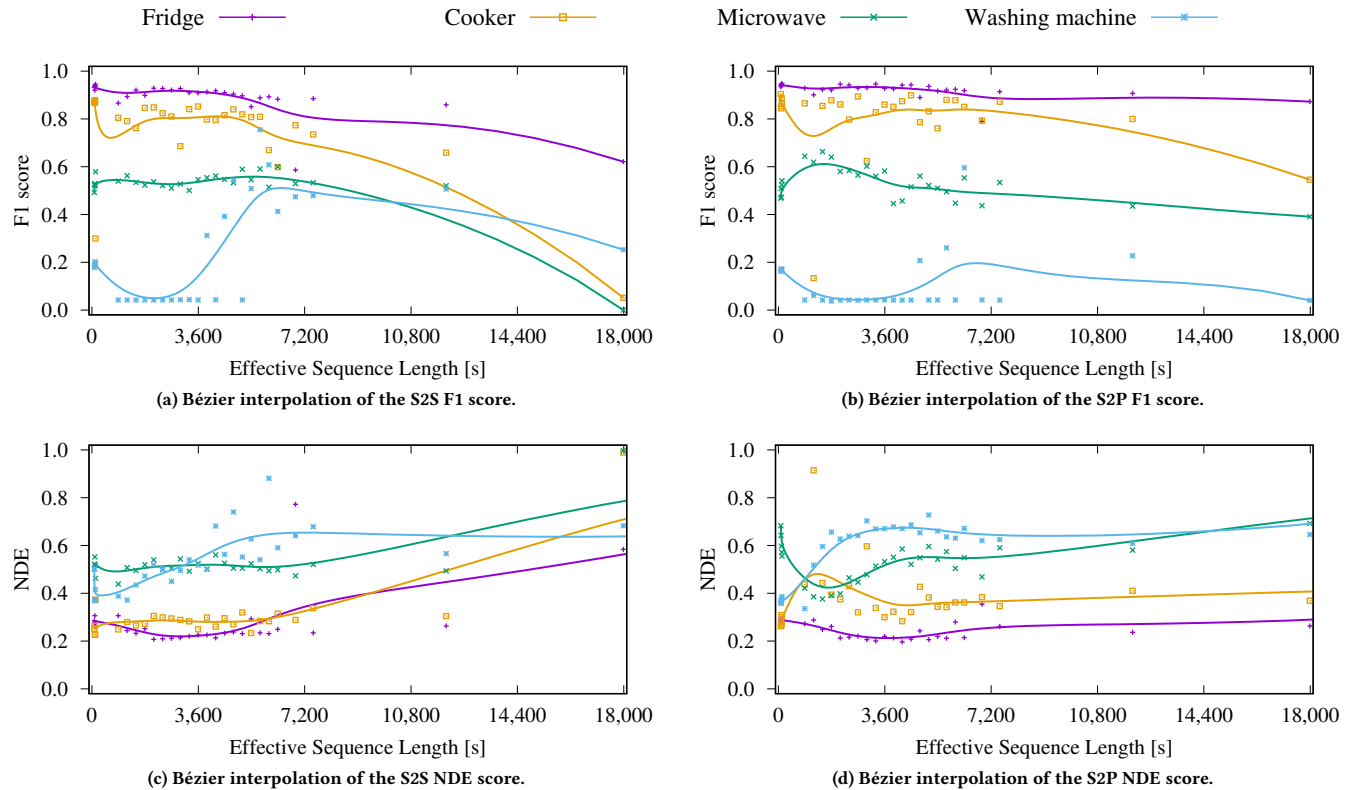 Fridge Cooker Microwave Washing machine
1.0
0.8
0.6
0.4
0.2
0.0
F1 score
0 3,600 7,200 10,800 14,400 18,000
Effective Sequence Length [s]
(a) Bézier interpolation of the S2S F1 score.
1.0
0.8
0.6
0.4
0.2
0.0
F1 score
0 3,600 7,200 10,800 14,400 18,000
Effective Sequence Length [s]
(b) Bézier interpolation of the S2P F1 score.
1.0
0.8
0.6
0.4
0.2
0.0
NDE
0 3,600 7,200 10,800 14,400 18,000
Effective Sequence Length [s]
(c) Bézier interpolation of the S2S NDE score.
1.0
0.8
0.6
0.4
0.2
0.0
NDE
0 3,600 7,200 10,800 14,400 18,000
Effective Sequence Length [s]
(d) Bézier interpolation of the S2P NDE score.